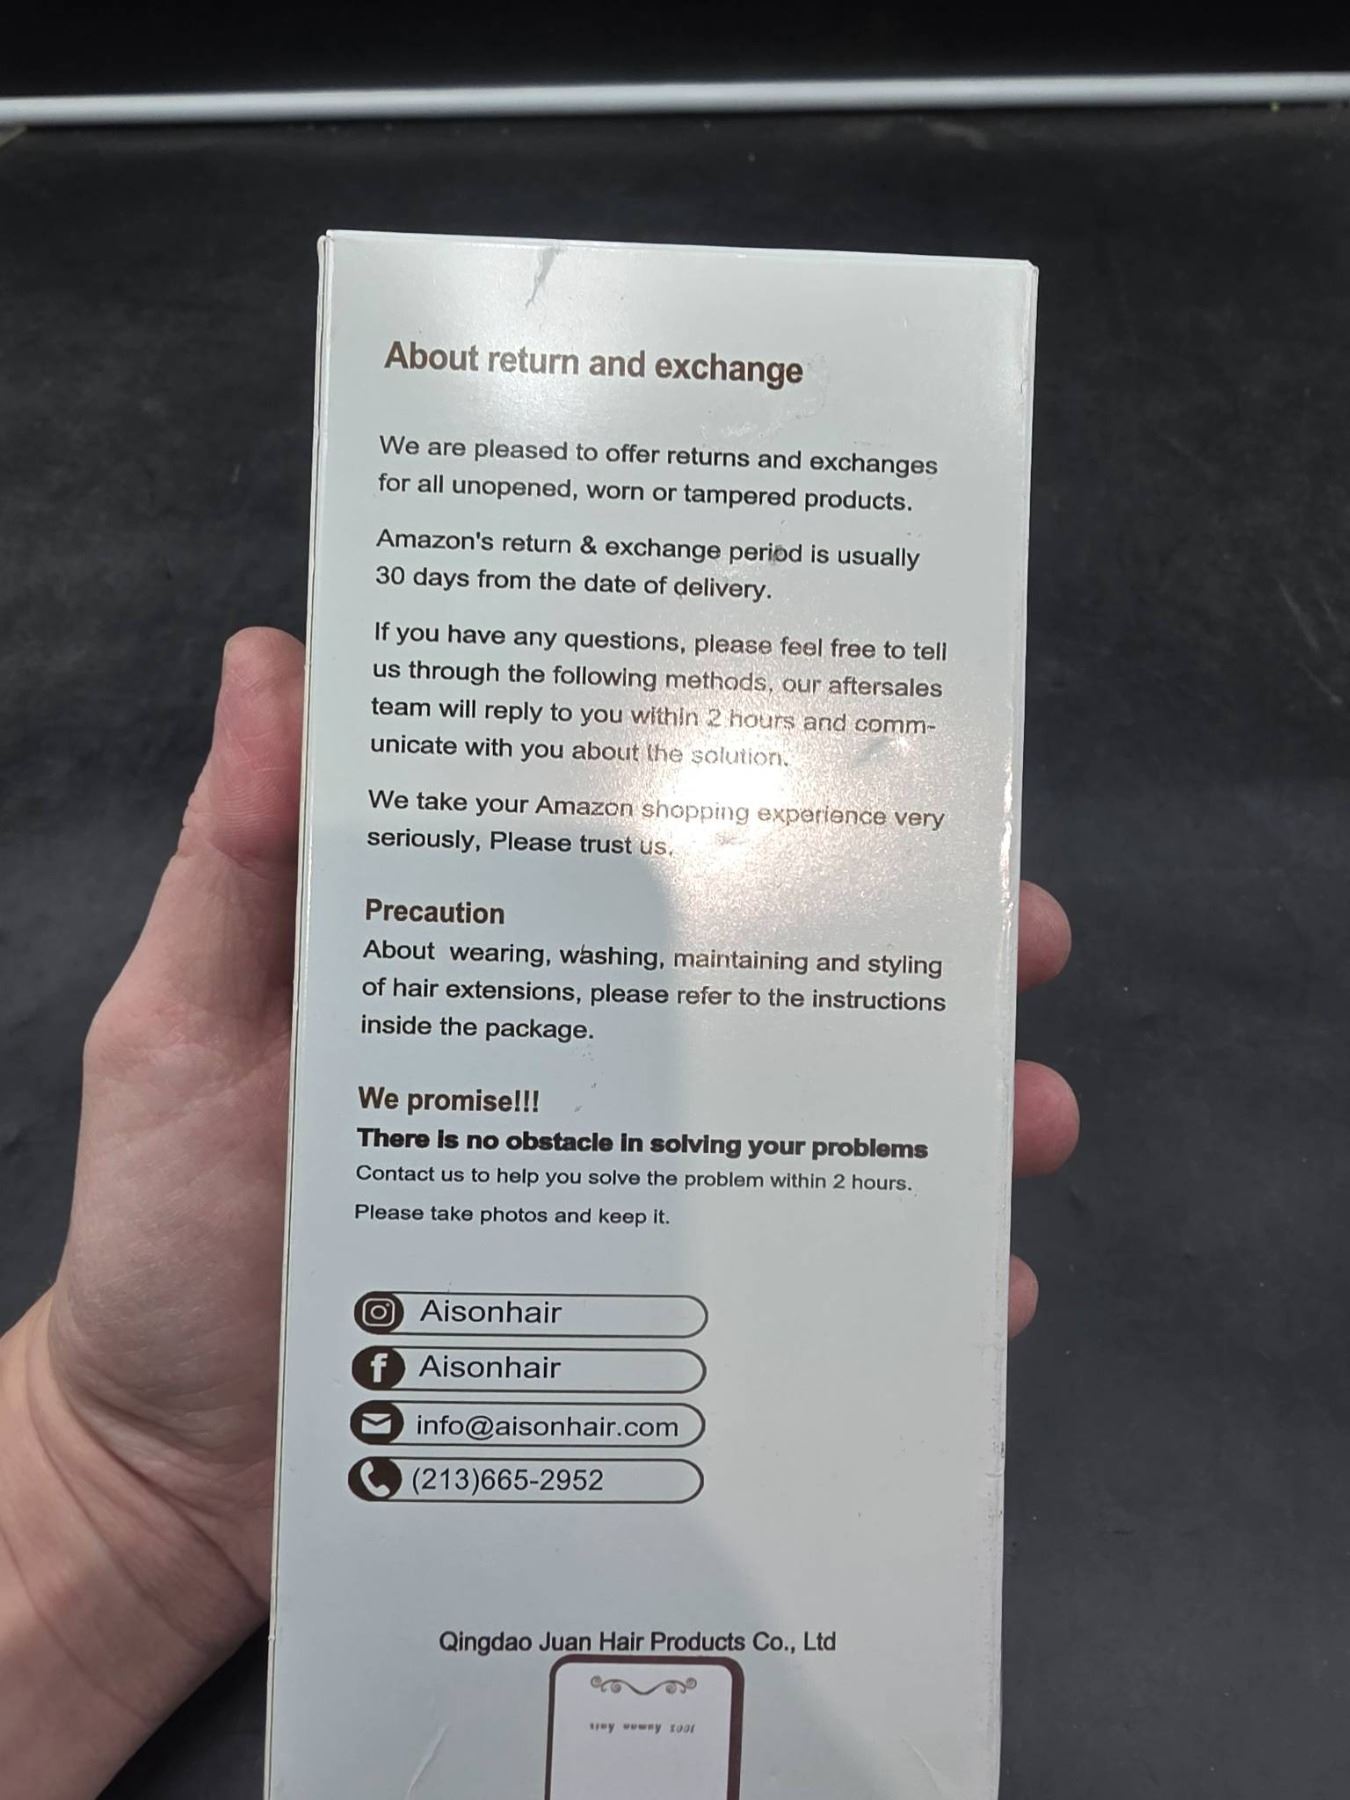 About return and exchange
We are pleased to offer returns and exchanges
for all unopened, worn or tampered products.
Amazon's return & exchange period is usually
30 days from the date of delivery.
If you have any questions, please feel free to tell
us through the following methods, our aftersales
team will reply to you within 2 hours and comm-
unicate with you about the solution.
We take your Amazon shopping experience very
seriously, Please trust us.
Precaution
About wearing, washing, maintaining and styling
of hair extensions, please refer to the instructions
inside the package.
We promise!!!
There is no obstacle in solving your problems
Contact us to help you solve the problem within 2 hours.
Please take photos and keep it.
Aisonhair
Aisonhair
info@aisonhair.com
(213)665-2952
Qingdao Juan Hair Products Co., Ltd
100% human hair